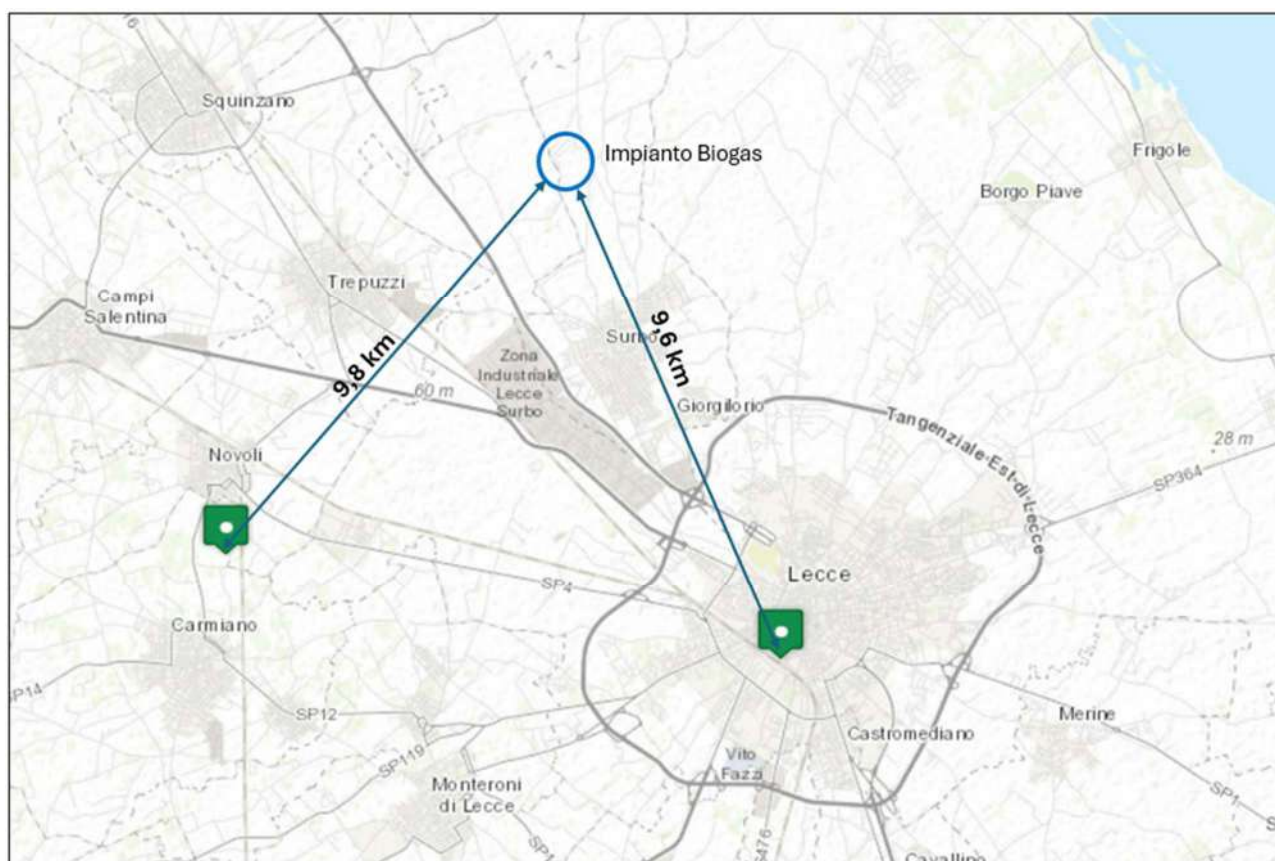 Squinzano
Impianto Biogas
Frigole
Borgo Piave
Trepuzzi
Campi
Salentina
9,8 km
9,6 km
Surbo
Zona
Industriale
Lecce
Surbo
60 m
Giorgilorio
Tangenziale Est di Lecce
28 m
SP364
Novoli
SP4
Lecce
Carmiano
SP14
SP12
SP119
Monteroni
di Lecce
Vito
Fazzi
Castromediano
Merine
SP1
S476
Cavallino